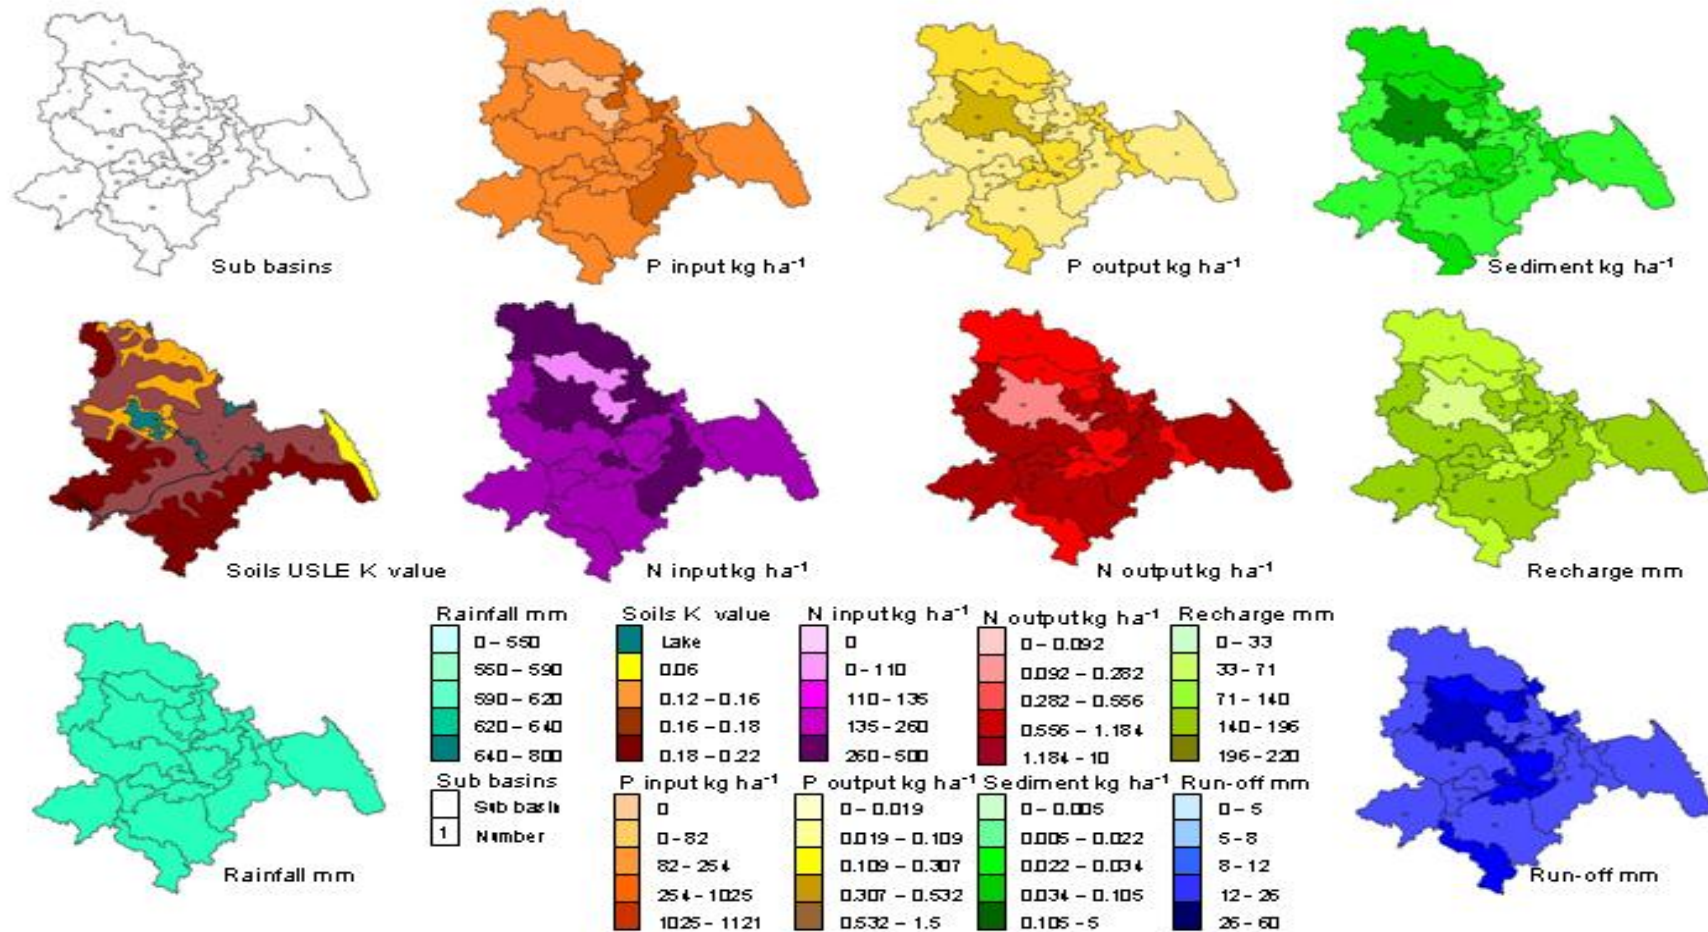 Sub basins
P input kg ha-1
P output kg ha-1
Sediment kg ha-1
Soils USLE K value
N input kg ha-1
N output kg ha-1
Recharge mm
Rainfall mm
Run-off mm
Rainfall mm
0 - 550
550 - 590
590 - 620
620 - 640
640 - 800
Soils K value
Lake
0.06
0.12 - 0.16
0.16 - 0.18
0.18 - 0.22
N input kg ha-1
0
0 - 110
110 - 135
135 - 260
260 - 500
N output kg ha-1
0 - 0.092
0.092 - 0.282
0.282 - 0.556
0.556 - 1.184
1.184 - 10
Recharge mm
0 - 33
33 - 71
71 - 140
140 - 196
196 - 220
Sub basins
Sub basin
1 Number
P input kg ha-1
0
0 - 82
82 - 254
254 - 1025
1025 - 1121
P output kg ha-1
0 - 0.019
0.019 - 0.109
0.109 - 0.307
0.307 - 0.532
0.532 - 1.5
Sediment kg ha-1
0 - 0.005
0.005 - 0.022
0.022 - 0.034
0.034 - 0.105
0.105 - 5
Run-off mm
0 - 5
5 - 8
8 - 12
12 - 26
26 - 60